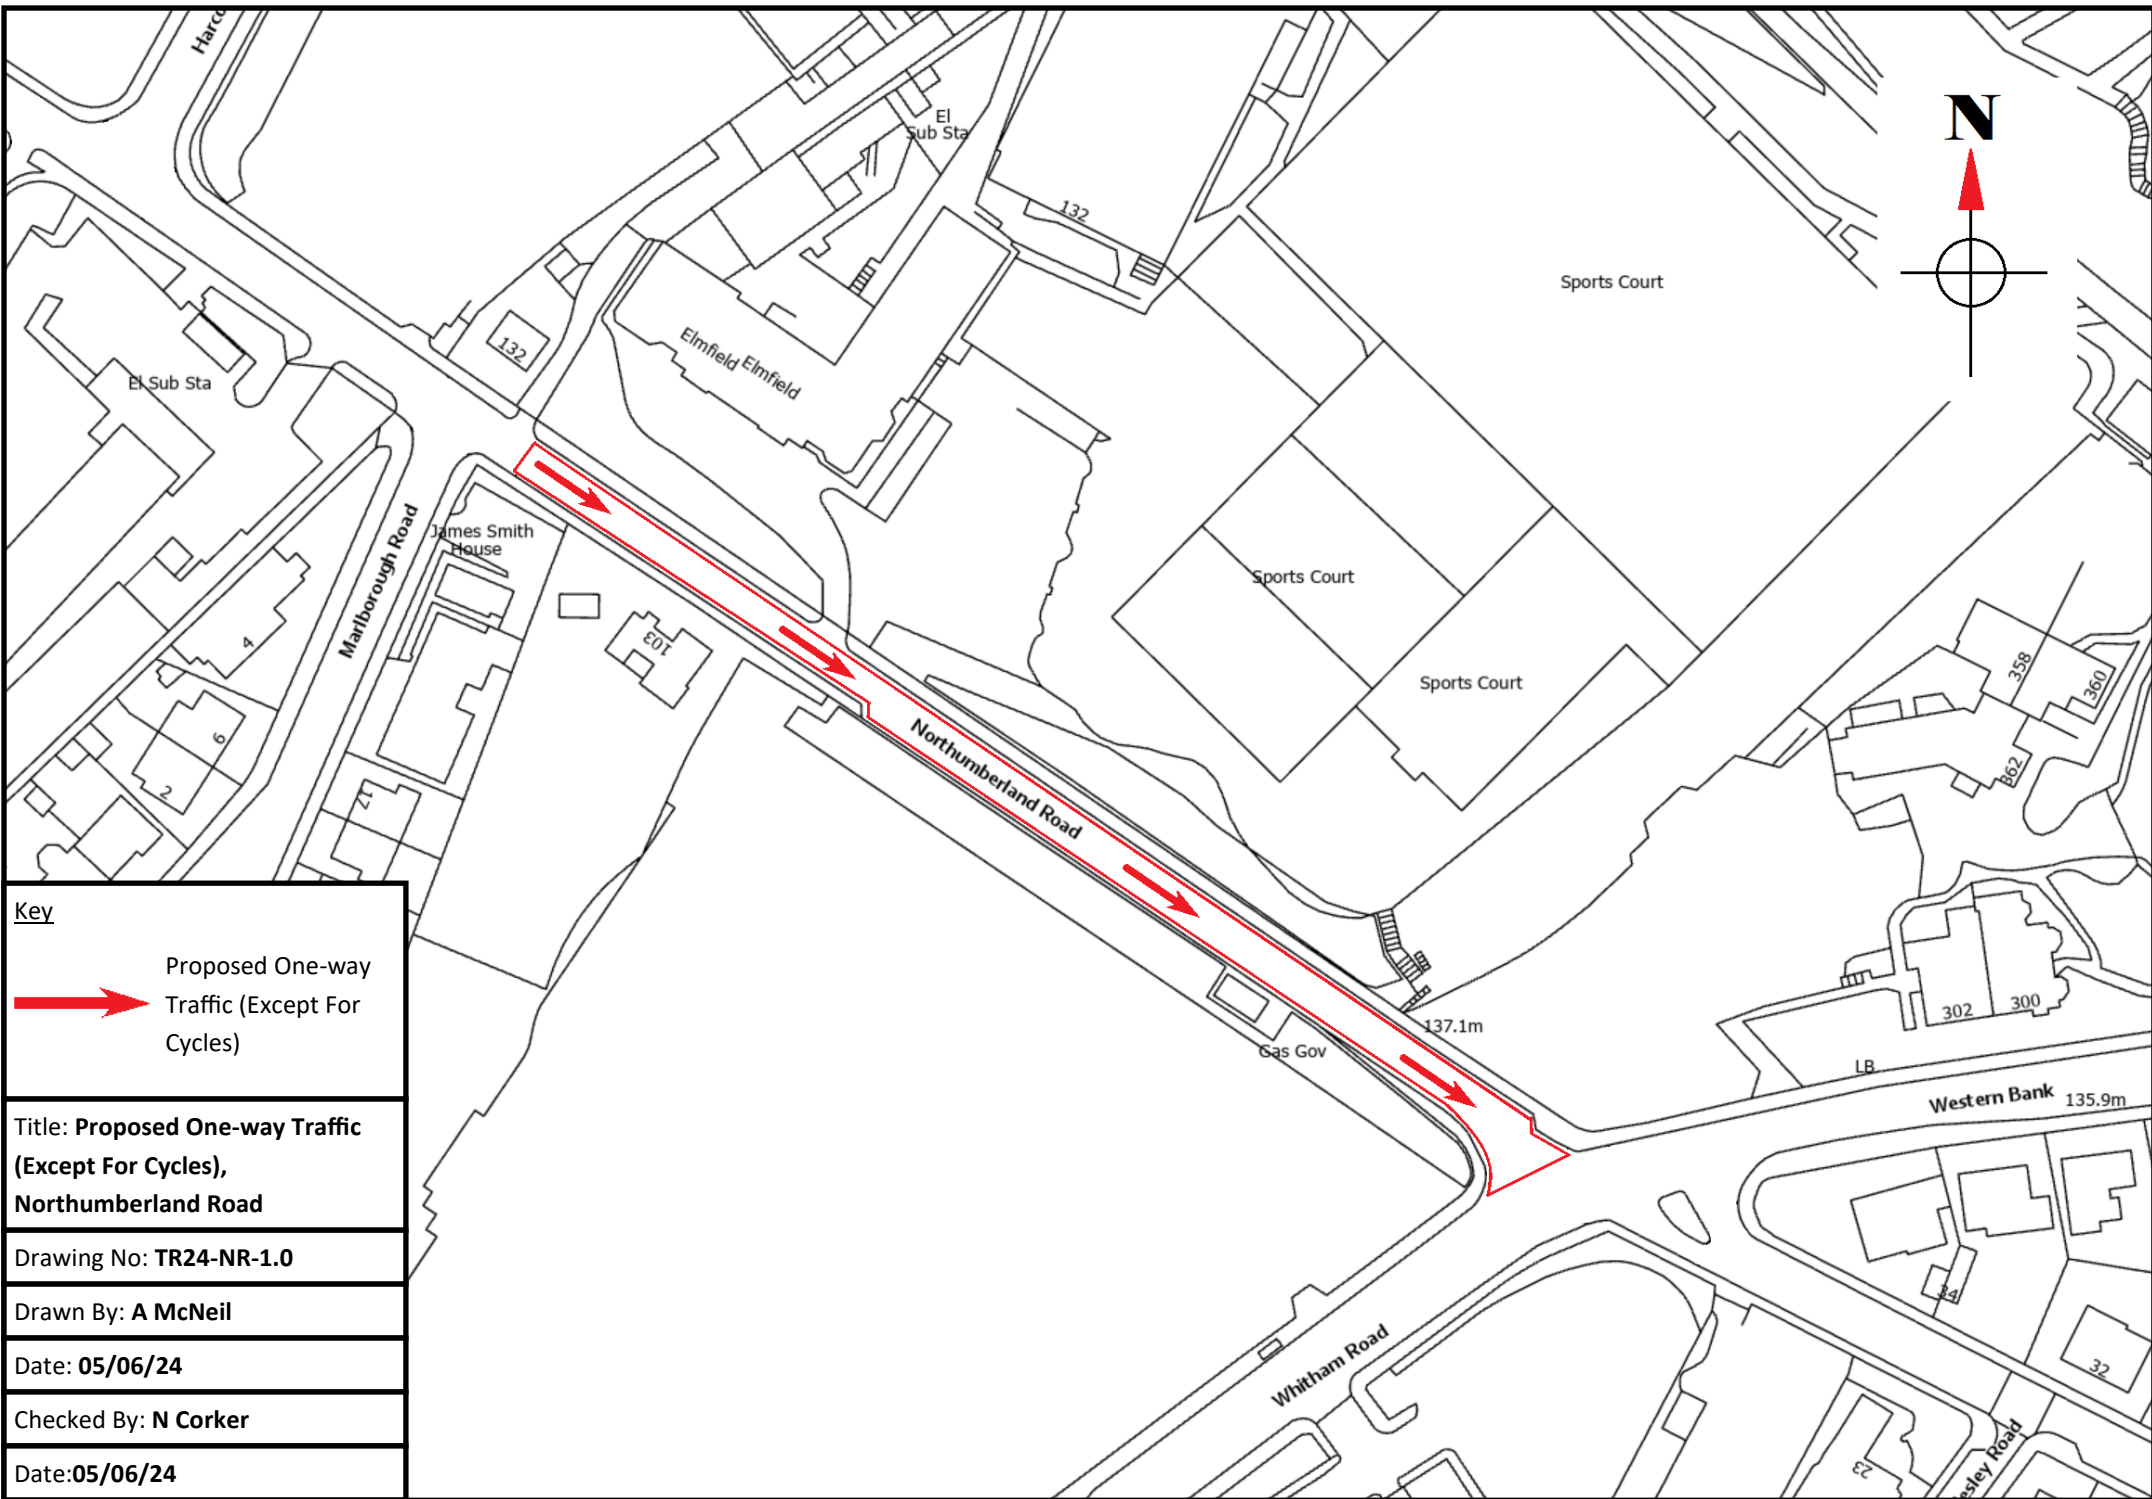 Harco
El
Sub Sta
132
N
Sports Court
132
Elmfield
Elmfield
El Sub Sta
Marlborough Road
James Smith
House
103
4
6
2
17
Sports Court
Sports Court
Northumberland Road
358
360
362
302
300
137.1m
Gas Gov
LB
Western Bank
135.9m
34
32
23
Whitham Road
esley Road
Key
Proposed One-way
Traffic (Except For
Cycles)
Title: Proposed One-way Traffic
(Except For Cycles),
Northumberland Road
Drawing No: TR24-NR-1.0
Drawn By: A McNeil
Date: 05/06/24
Checked By: N Corker
Date:05/06/24